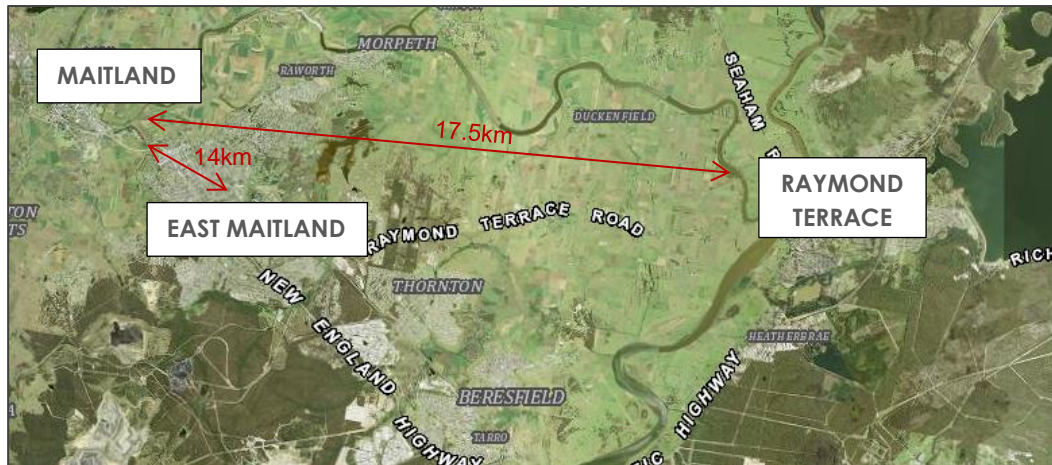 MORPETH
MAITLAND
RAWORTH
SEAHAM
DUCKENFIELD
17.5km
14km
RAYMOND
TERRACE
EAST MAITLAND
RAYMOND TERRACE ROAD
THORNTON
NEW ENGLAND HIGHWAY
HEATHERBRAE
HIGHWAY
BERESFIELD
TARRO